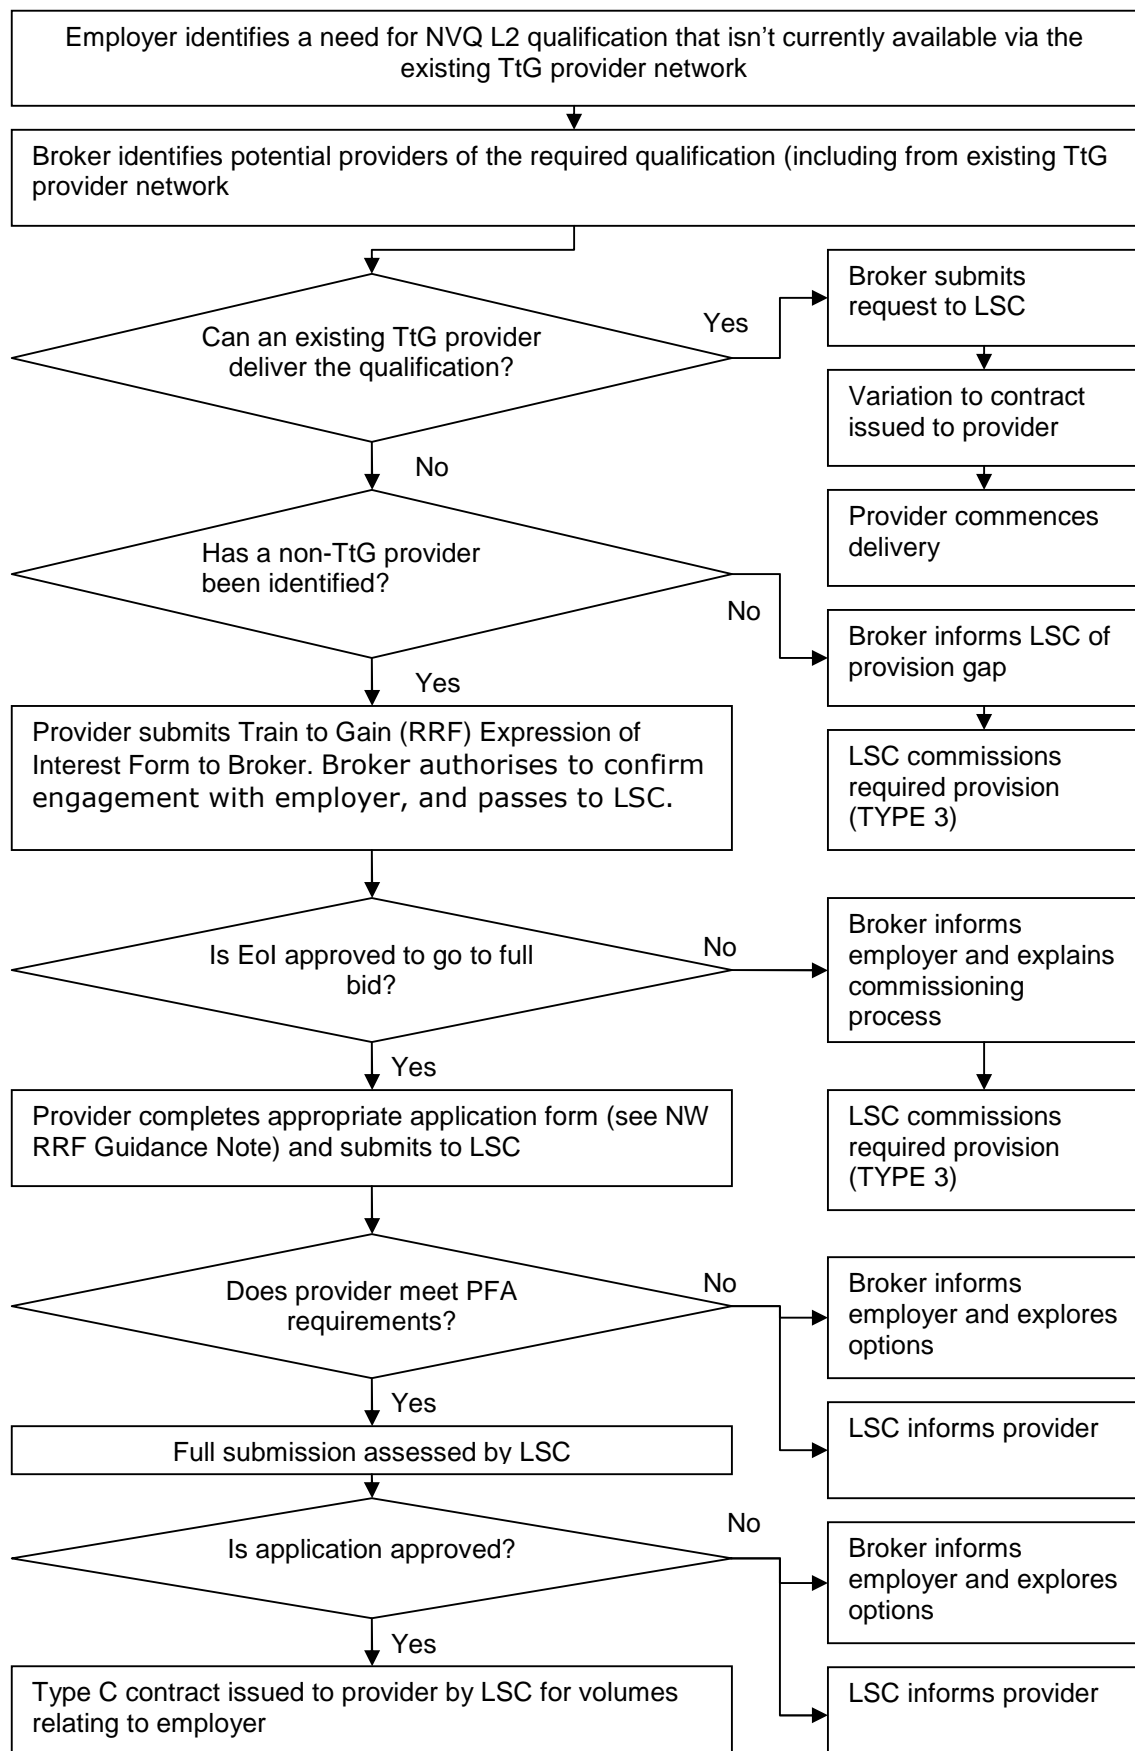 Employer identifies a need for NVQ L2 qualification that isn’t currently available via the
existing TtG provider network
Broker identifies potential providers of the required qualification (including from existing TtG
provider network
Can an existing TtG provider
deliver the qualification?
Yes
Broker submits
request to LSC
Variation to contract
issued to provider
Provider commences
delivery
No
Has a non-TtG provider
been identified?
No
Broker informs LSC of
provision gap
LSC commissions
required provision
(TYPE 3)
Yes
Provider submits Train to Gain (RRF) Expression of
Interest Form to Broker. Broker authorises to confirm
engagement with employer, and passes to LSC.
Is EoI approved to go to full
bid?
No
Broker informs
employer and explains
commissioning
process
LSC commissions
required provision
(TYPE 3)
Yes
Provider completes appropriate application form (see NW
RRF Guidance Note) and submits to LSC
Does provider meet PFA
requirements?
No
Broker informs
employer and explores
options
LSC informs provider
Yes
Full submission assessed by LSC
Is application approved?
No
Broker informs
employer and explores
options
LSC informs provider
Yes
Type C contract issued to provider by LSC for volumes
relating to employer